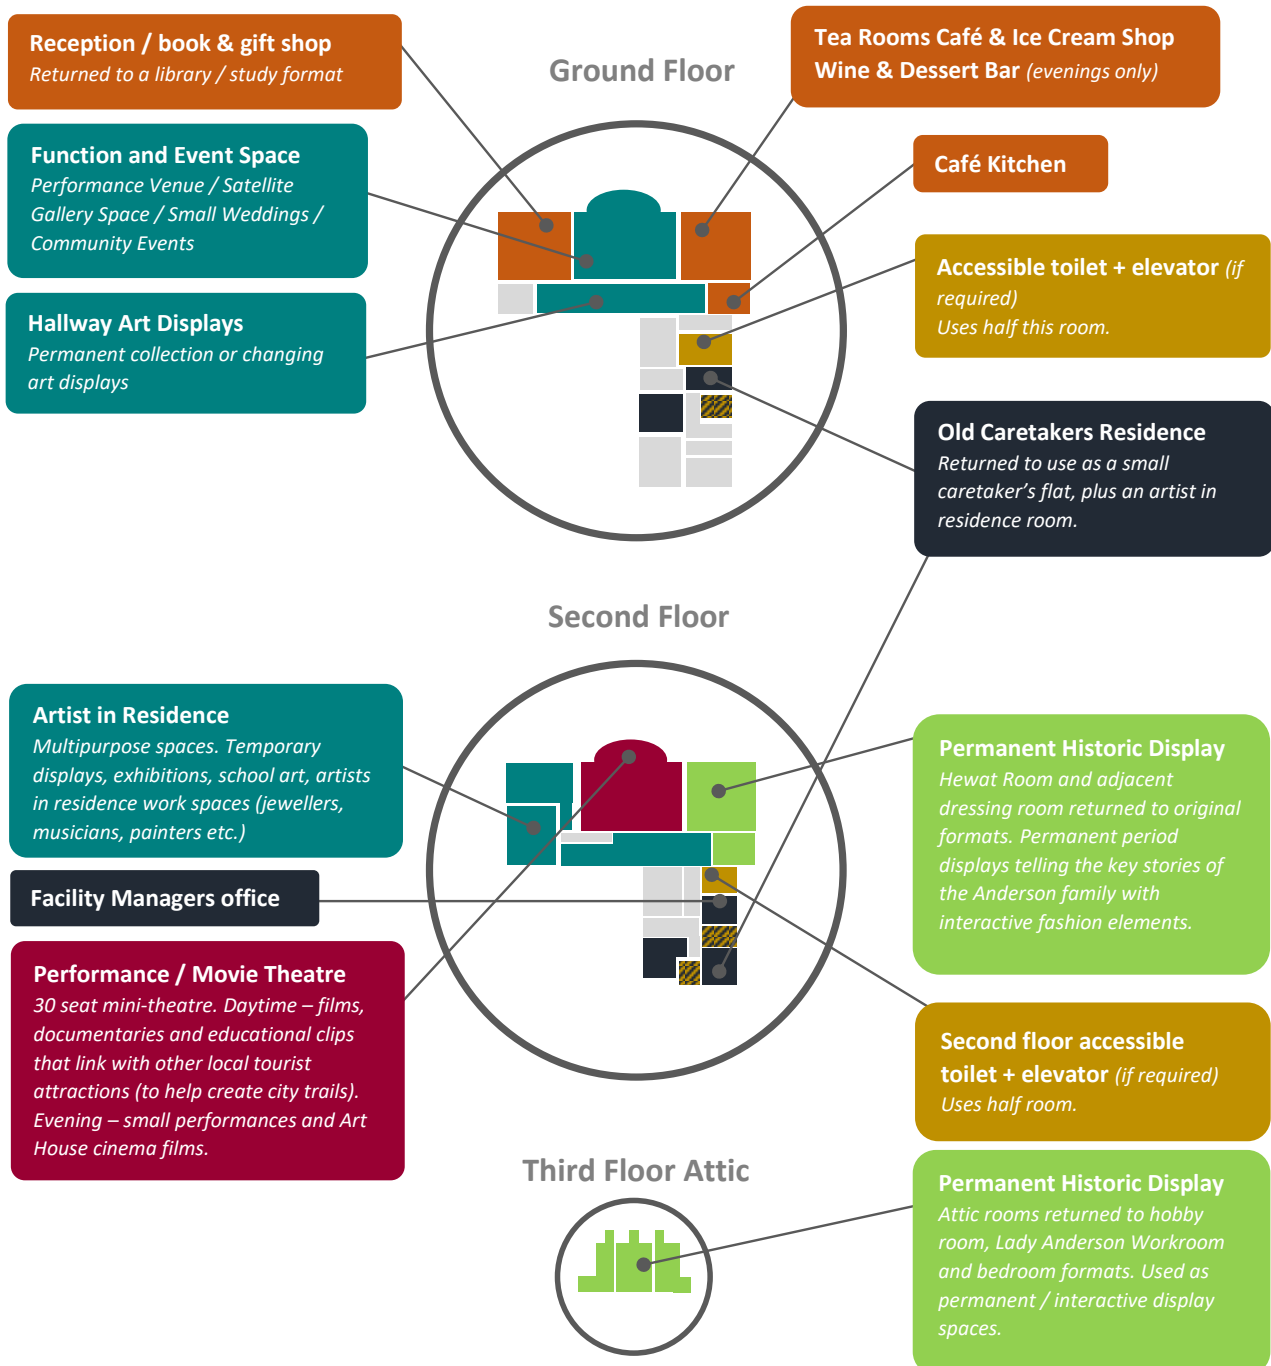 Reception / book & gift shop
Returned to a library / study format
Ground Floor
Tea Rooms Café & Ice Cream Shop
Wine & Dessert Bar (evenings only)
Function and Event Space
Performance Venue / Satellite
Gallery Space / Small Weddings /
Community Events
Café Kitchen
Accessible toilet + elevator (if
required)
Uses half this room.
Hallway Art Displays
Permanent collection or changing
art displays
Old Caretakers Residence
Returned to use as a small
caretaker's flat, plus an artist in
residence room.
Second Floor
Artist in Residence
Multipurpose spaces. Temporary
displays, exhibitions, school art, artists
in residence work spaces (jewellers,
musicians, painters etc.)
Permanent Historic Display
Hewat Room and adjacent
dressing room returned to original
formats. Permanent period
displays telling the key stories of
the Anderson family with
interactive fashion elements.
Facility Managers office
Performance / Movie Theatre
30 seat mini-theatre. Daytime – films,
documentaries and educational clips
that link with other local tourist
attractions (to help create city trails).
Evening – small performances and Art
House cinema films.
Second floor accessible
toilet + elevator (if required)
Uses half room.
Third Floor Attic
Permanent Historic Display
Attic rooms returned to hobby
room, Lady Anderson Workroom
and bedroom formats. Used as
permanent / interactive display
spaces.